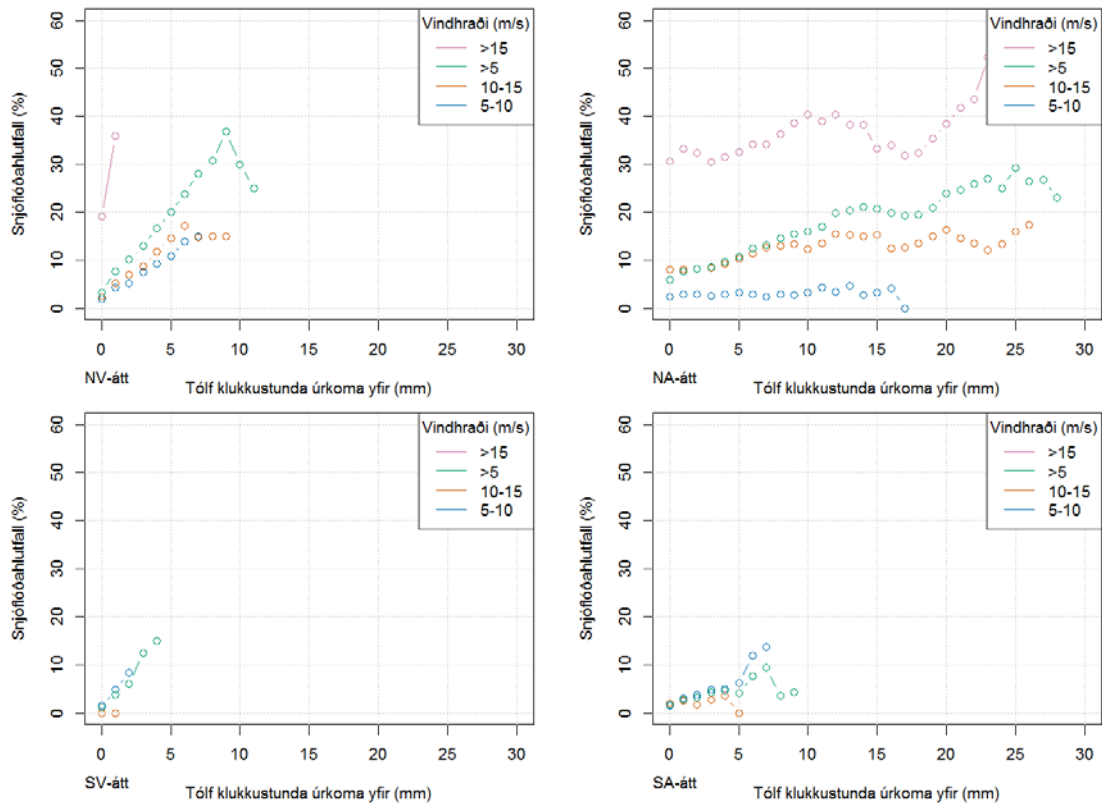 Snjóflóðahlutfall (%)
60
50
40
30
20
10
0
Vindhraði (m/s)
>15
>5
10-15
5-10
0 5 10 15 20 25 30
NV-átt
Tólf klukkustunda úrkoma yfir (mm)
Snjóflóðahlutfall (%)
60
50
40
30
20
10
0
Vindhraði (m/s)
>15
>5
10-15
5-10
0 5 10 15 20 25 30
NA-átt
Tólf klukkustunda úrkoma yfir (mm)
Snjóflóðahlutfall (%)
60
50
40
30
20
10
0
Vindhraði (m/s)
>15
>5
10-15
5-10
0 5 10 15 20 25 30
SV-átt
Tólf klukkustunda úrkoma yfir (mm)
Snjóflóðahlutfall (%)
60
50
40
30
20
10
0
Vindhraði (m/s)
>15
>5
10-15
5-10
0 5 10 15 20 25 30
SA-átt
Tólf klukkustunda úrkoma yfir (mm)